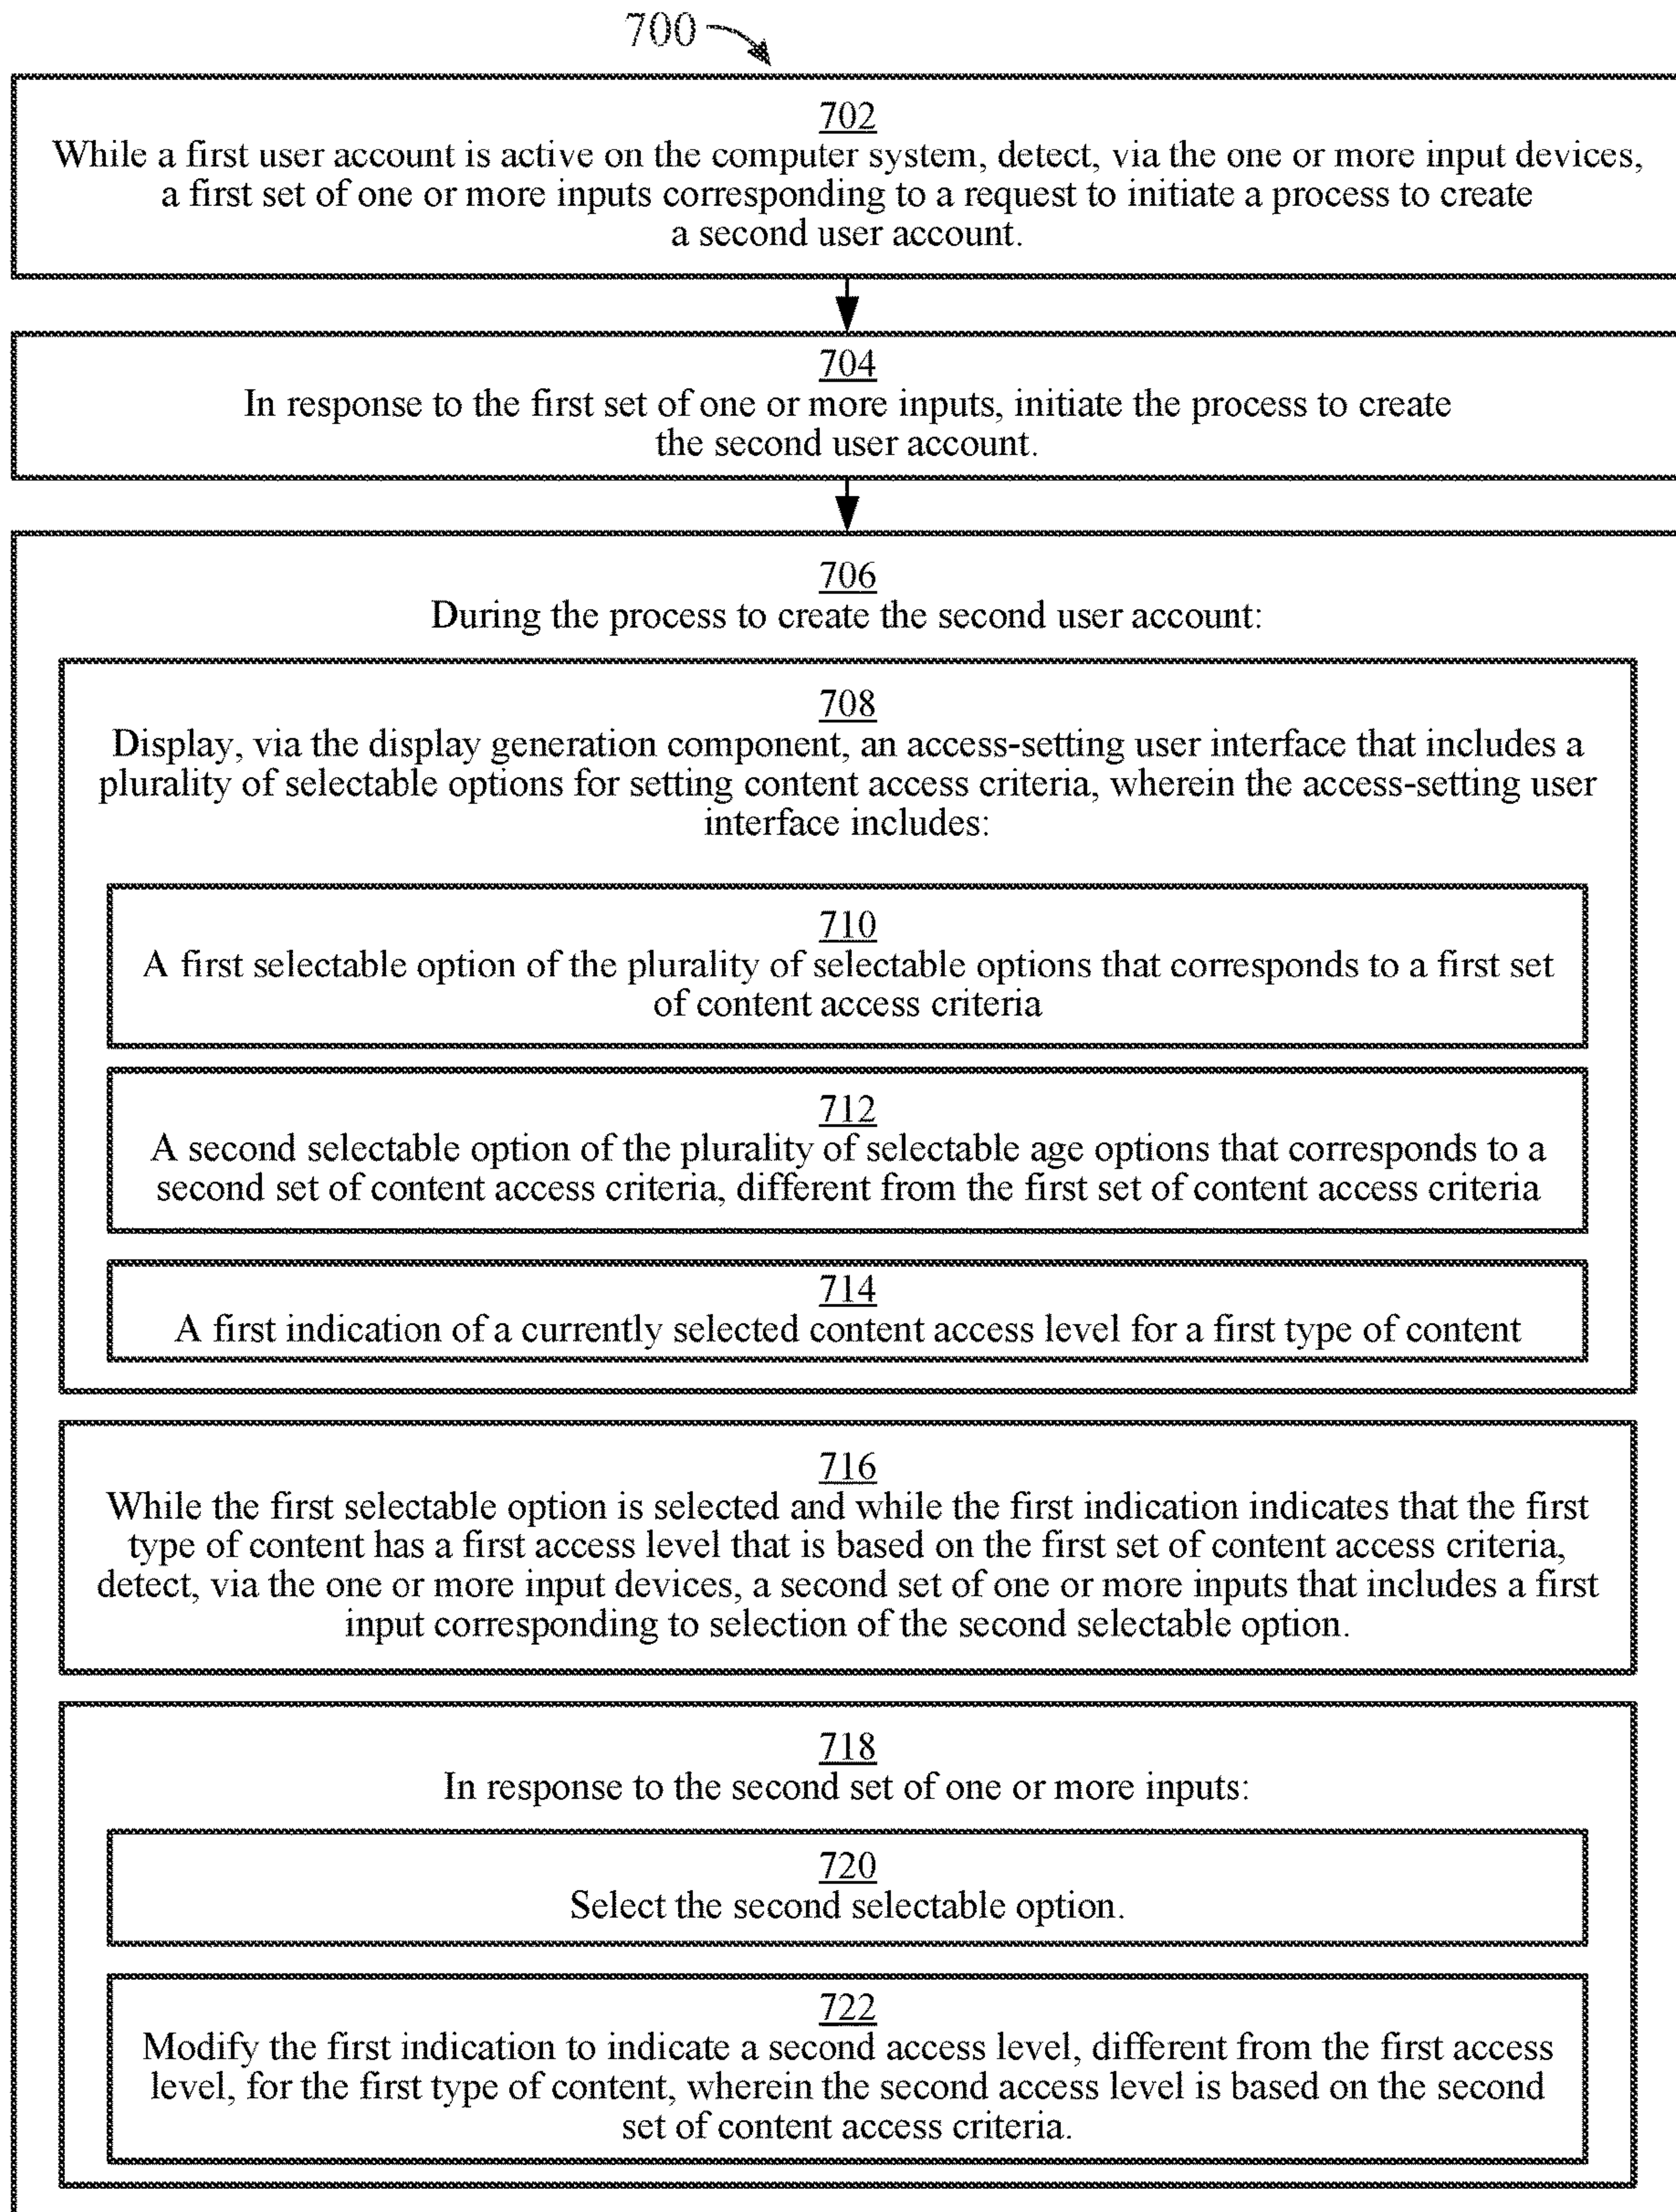 700
702
While a first user account is active on the computer system, detect, via the one or more input devices,
a first set of one or more inputs corresponding to a request to initiate a process to create
a second user account.
704
In response to the first set of one or more inputs, initiate the process to create
the second user account.
706
During the process to create the second user account:
708
Display, via the display generation component, an access-setting user interface that includes a
plurality of selectable options for setting content access criteria, wherein the access-setting user
interface includes:
710
A first selectable option of the plurality of selectable options that corresponds to a first set
of content access criteria
712
A second selectable option of the plurality of selectable age options that corresponds to a
second set of content access criteria, different from the first set of content access criteria
714
A first indication of a currently selected content access level for a first type of content
716
While the first selectable option is selected and while the first indication indicates that the first
type of content has a first access level that is based on the first set of content access criteria,
detect, via the one or more input devices, a second set of one or more inputs that includes a first
input corresponding to selection of the second selectable option.
718
In response to the second set of one or more inputs:
720
Select the second selectable option.
722
Modify the first indication to indicate a second access level, different from the first access
level, for the first type of content, wherein the second access level is based on the second
set of content access criteria.